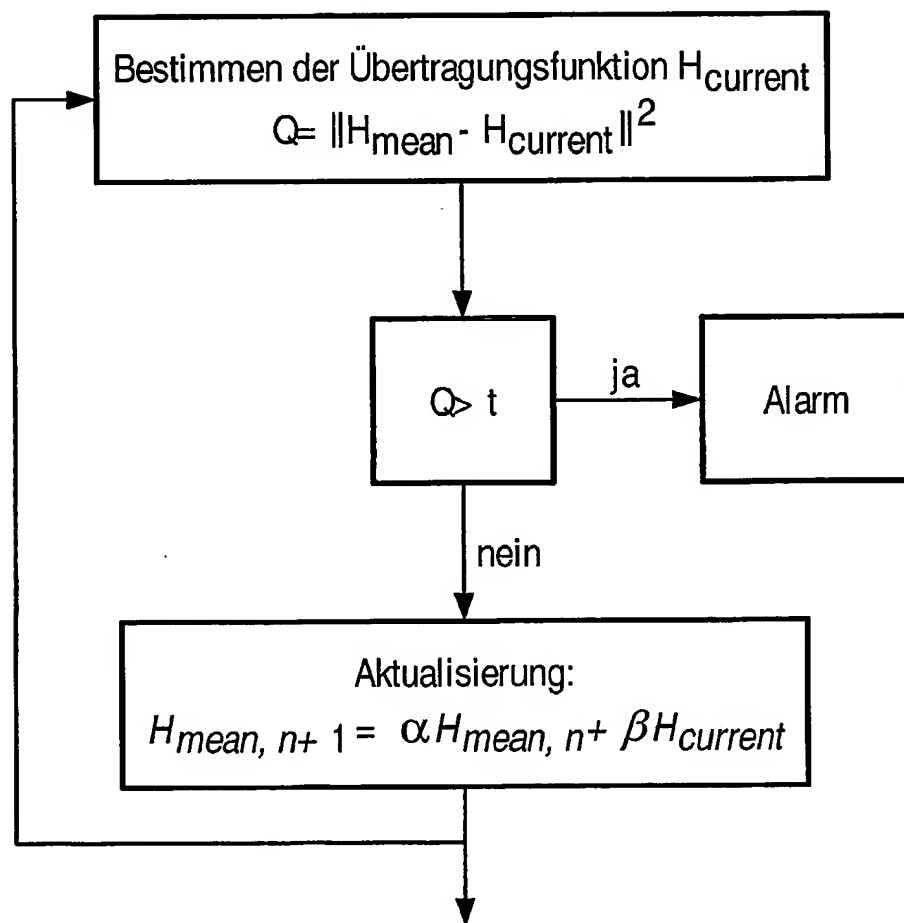 Bestimmen der Übertragungsfunktion H_current
Q= ||H_mean - H_current||²
Q> t
ja
Alarm
nein
Aktualisierung:
H_mean, n+ 1 = αH_mean, n+ βH_current